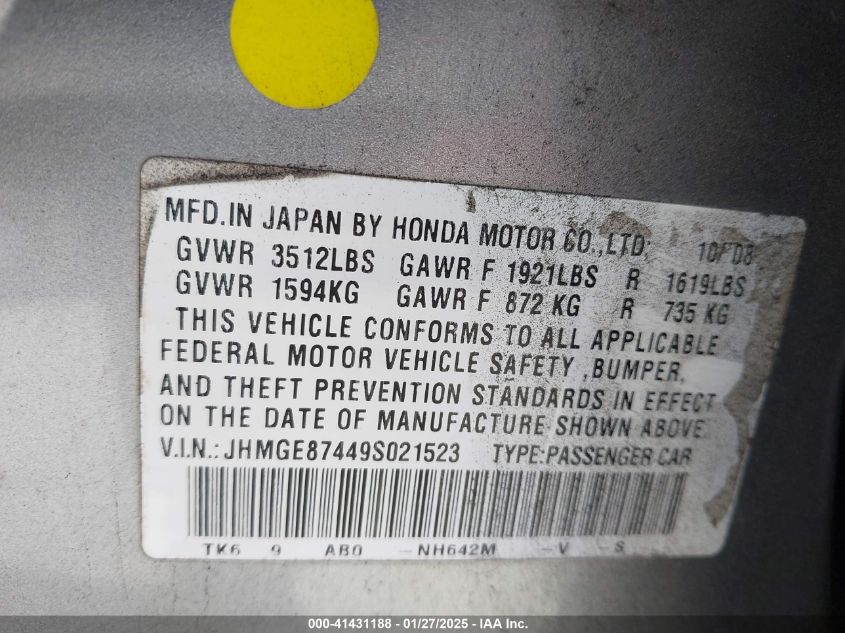 MFD.IN JAPAN BY HONDA MOTOR CO.,LTD. 10/08
GVWR 3512LBS GAWR F 1921LBS R 1619LBS
GVWR 1594KG GAWR F 872 KG R 735 KG
THIS VEHICLE CONFORMS TO ALL APPLICABLE
FEDERAL MOTOR VEHICLE SAFETY ,BUMPER,
AND THEFT PREVENTION STANDARDS IN EFFECT
ON THE DATE OF MANUFACTURE SHOWN ABOVE
V.I.N.: JHMGE87449S021523 TYPE:PASSENGER CAR
TK6 9 AB0 -NH642M -V -S
000-41431188 - 01/27/2025 - IAA Inc.